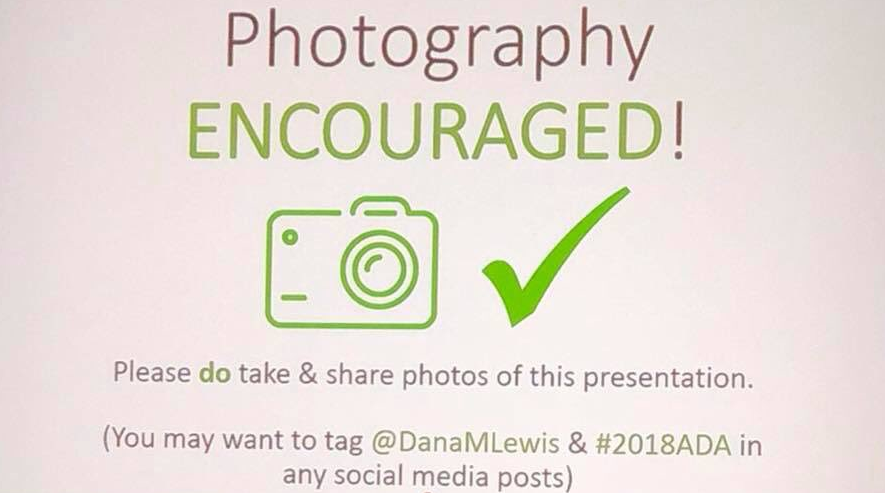 Photography
ENCOURAGED!
Please do take & share photos of this presentation.
(You may want to tag @DanaMLewis & #2018ADA in
any social media posts)